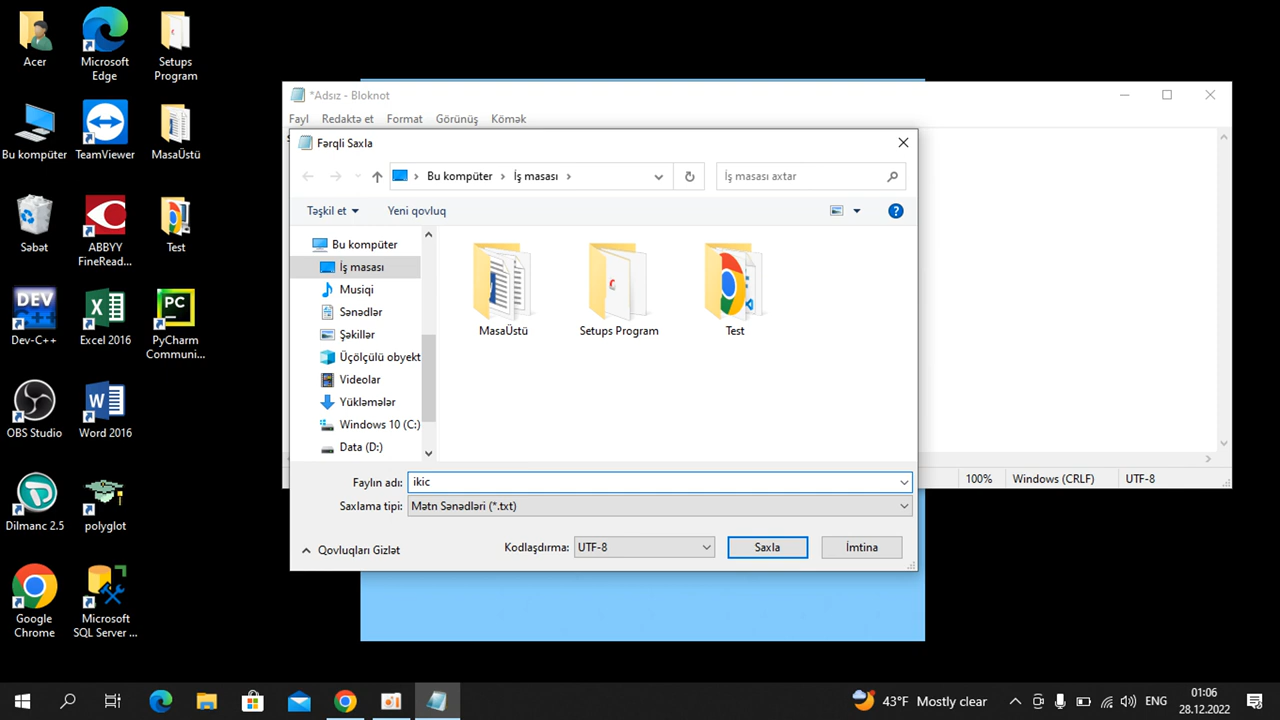 Acer
Microsoft
Edge
Setups
Program
Bu kompüter
TeamViewer
MasaÜstü
Səbət
ABBYY
FineRead...
Test
DEV
Dev-C++
Excel 2016
PC
PyCharm
Communi...
OBS Studio
Word 2016
Dilmanc 2.5
polyglot
Google
Chrome
Microsoft
SQL Server ...
*Adsız - Bloknot
Fayl Redaktə et Format Görünüş Kömək
Fərqli Saxla
Bu kompüter İş masası
İş masası axtar
Təşkil et Yeni qovluq
Bu kompüter
İş masası
Musiqi
Sənədlər
Şəkillər
Üçölçülü obyekt
Videolar
Yükləmələr
Windows 10 (C:)
Data (D:)
MasaÜstü
Setups Program
Test
Faylın adı: ikic
Saxlama tipi: Mətn Sənədləri (*.txt)
Qovluqları Gizlət
Kodlaşdırma: UTF-8
Saxla
İmtina
100% Windows (CRLF) UTF-8
43°F Mostly clear
ENG
01:06
28.12.2022